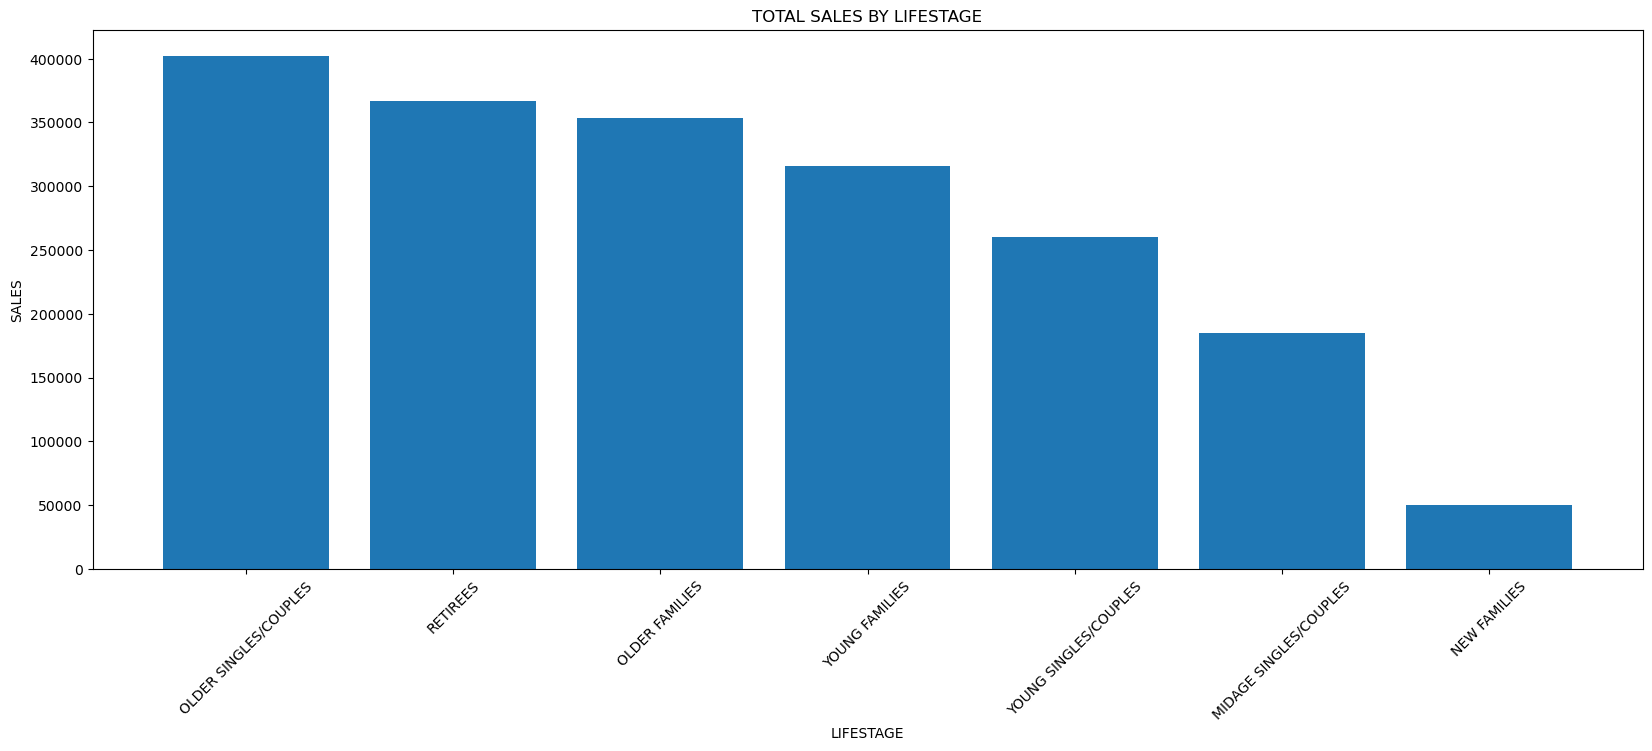 TOTAL SALES BY LIFESTAGE
400000
350000
300000
250000
200000
150000
100000
50000
0
SALES
OLDER SINGLES/COUPLES
RETIREES
OLDER FAMILIES
YOUNG FAMILIES
YOUNG SINGLES/COUPLES
MIDAGE SINGLES/COUPLES
NEW FAMILIES
LIFESTAGE